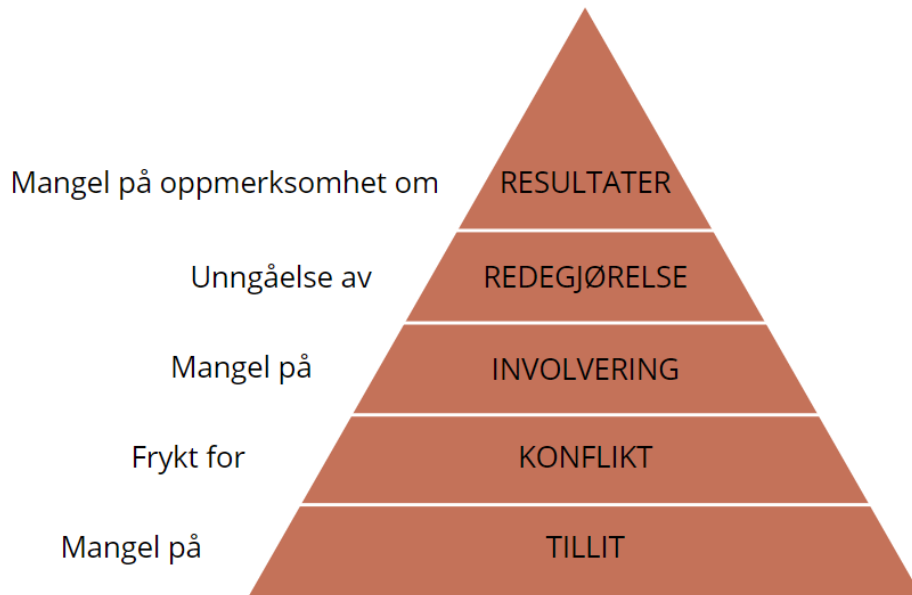 Mangel på oppmerksomhet om RESULTATER
Unngåelse av REDEGJØRELSE
Mangel på INVOLVERING
Frykt for KONFLIKT
Mangel på TILLIT